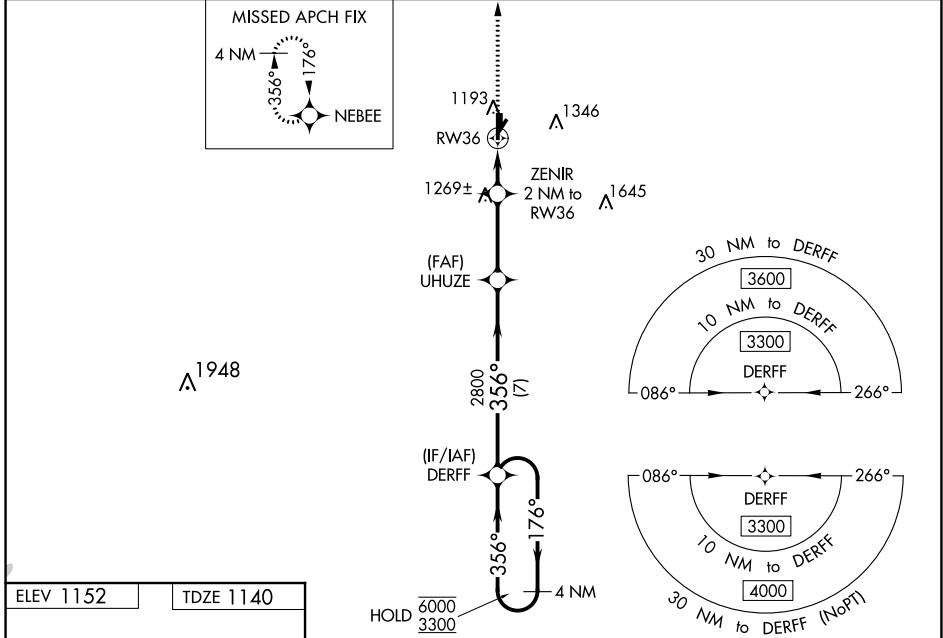 MISSED APCH FIX
4 NM
356°
176°
NEBEE
1193
1346
RW36
1269±
ZENIR
2 NM to
RW36
1645
(FAF)
UHUZE
1948
2800
356°
(7)
(IF/IAF)
DERFF
356°
176°
4 NM
HOLD
6000
3300
30 NM to DERFF
3600
10 NM to DERFF
3300
DERFF
086°
266°
086°
266°
DERFF
3300
10 NM to DERFF
4000
30 NM to DERFF (NoPT)
ELEV 1152
TDZE 1140